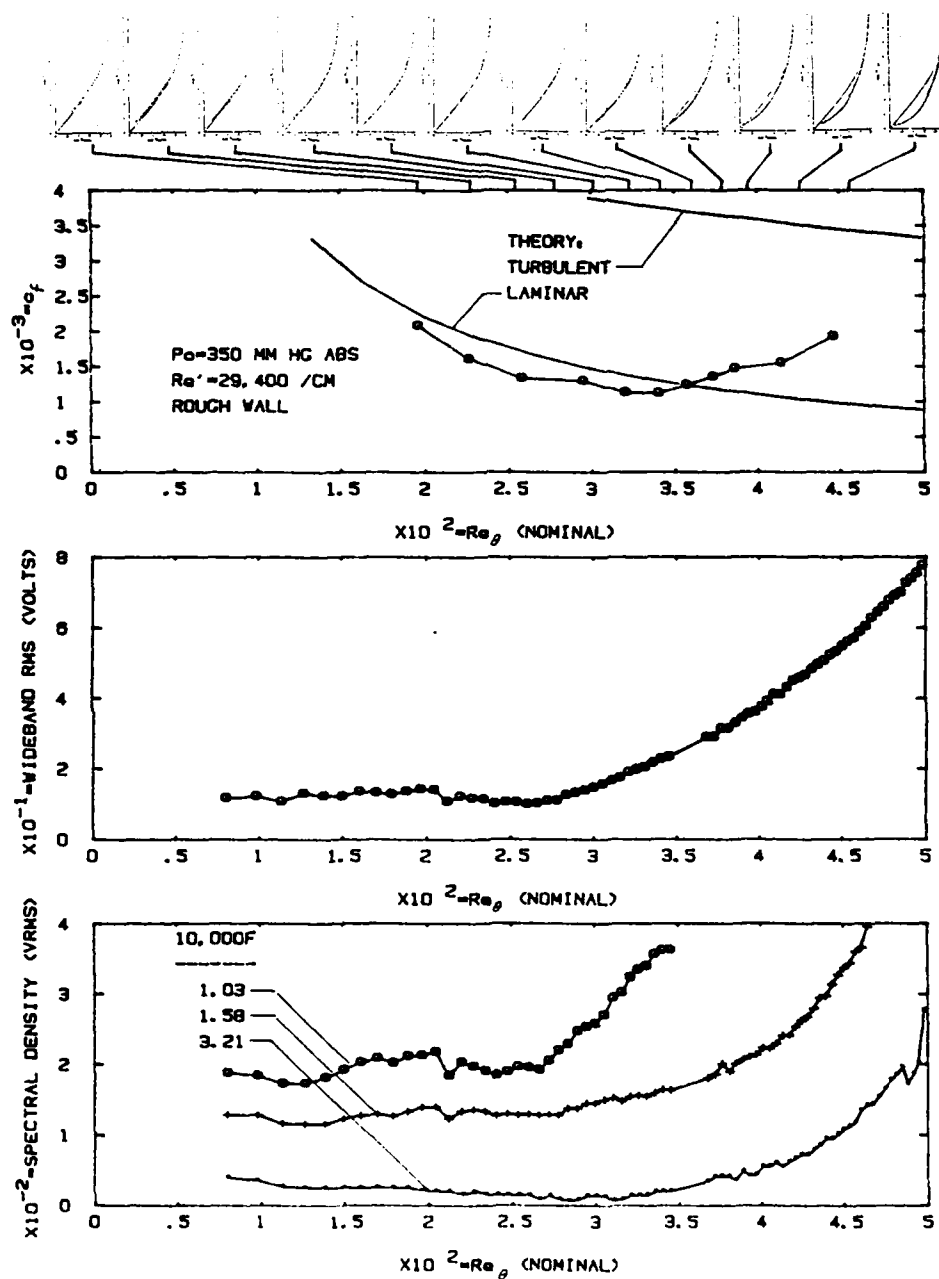 4
3.5
3
2.5
2
1.5
1
.5
0
X10⁻³=c_f
THEORY:
TURBULENT
LAMINAR
Po=350 MM HG ABS
Re'=29,400 /CM
ROUGH WALL
0 .5 1 1.5 2 2.5 3 3.5 4 4.5 5
X10 ²=Re_θ (NOMINAL)
8
6
4
2
0
X10⁻¹=WIDEBAND RMS (VOLTS)
0 .5 1 1.5 2 2.5 3 3.5 4 4.5 5
X10 ²=Re_θ (NOMINAL)
4
3
2
1
0
X10⁻²=SPECTRAL DENSITY (VRMS)
10,000F
1.03
1.58
3.21
0 .5 1 1.5 2 2.5 3 3.5 4 4.5 5
X10 ²=Re_θ (NOMINAL)